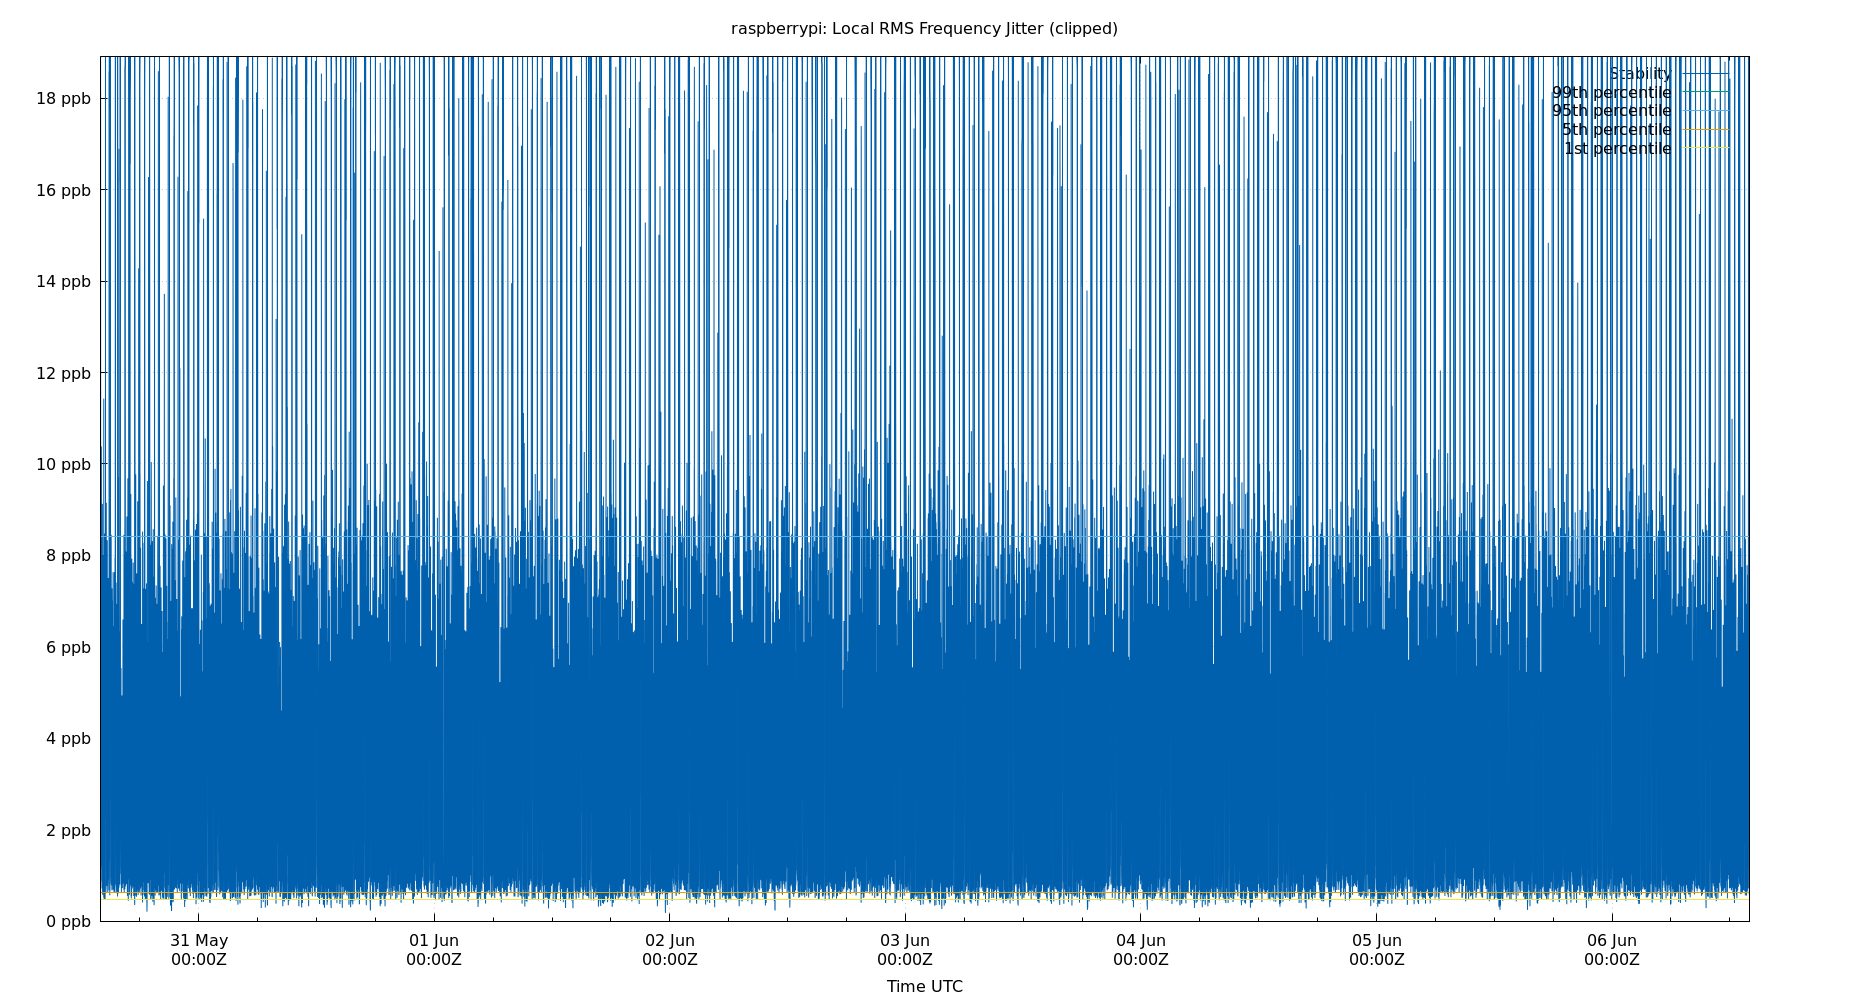 raspberrypi: Local RMS Frequency Jitter (clipped)
Stability
99th percentile
95th percentile
5th percentile
1st percentile
18 ppb
16 ppb
14 ppb
12 ppb
10 ppb
8 ppb
6 ppb
4 ppb
2 ppb
0 ppb
31 May 01 Jun 02 Jun 03 Jun 04 Jun 05 Jun 06 Jun
00:00Z 00:00Z 00:00Z 00:00Z 00:00Z 00:00Z 00:00Z
Time UTC